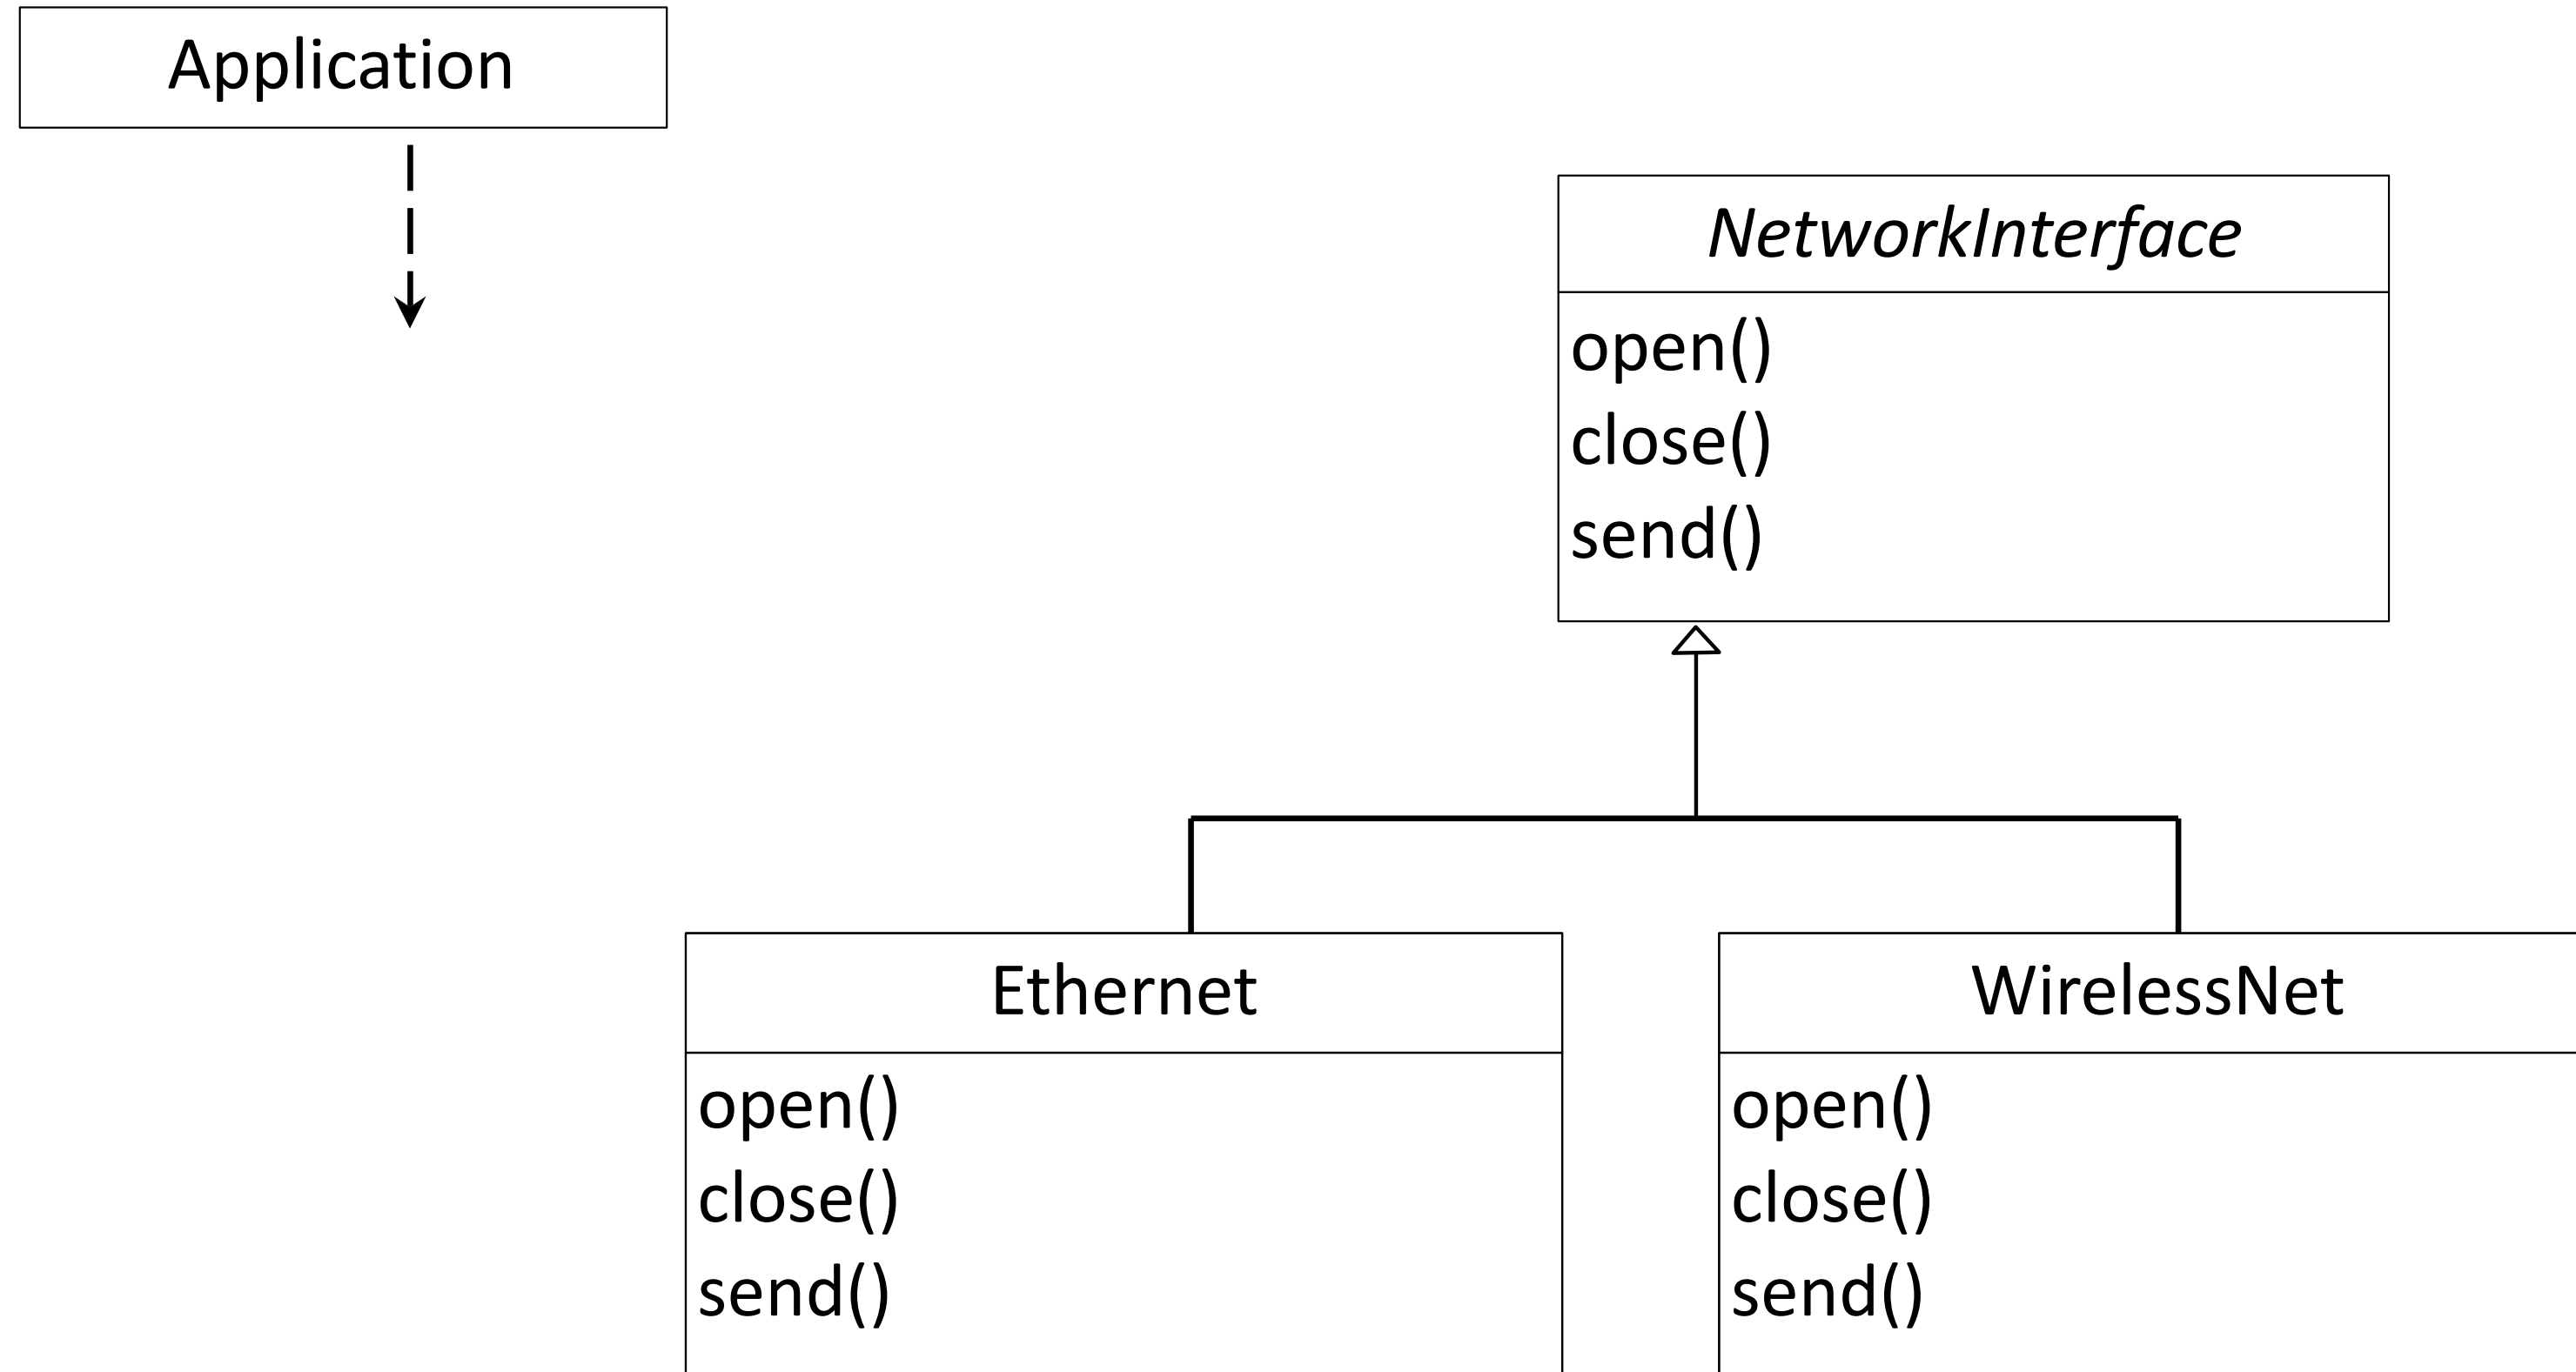 Application
NetworkInterface
open()
close()
send()
Ethernet
open()
close()
send()
WirelessNet
open()
close()
send()